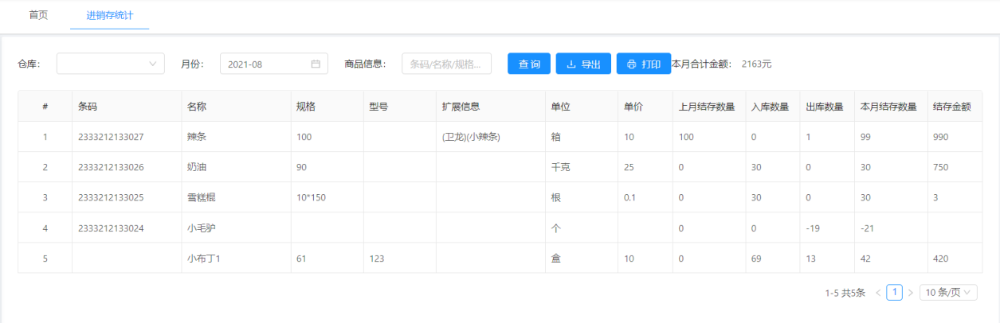 首页 进销存统计
仓库： 月份： 2021-08 商品信息： 条码/名称/规格... 查询 导出 打印 本月合计金额： 2163元
# 条码 名称 规格 型号 扩展信息 单位 单价 上月结存数量 入库数量 出库数量 本月结存数量 结存金额
1 2333212133027 辣条 100 (卫龙)(小辣条) 箱 10 100 0 1 99 990
2 2333212133026 奶油 90 千克 25 0 30 0 30 750
3 2333212133025 雪糕棍 10*150 根 0.1 0 30 0 30 3
4 2333212133024 小毛驴 个 0 0 -19 -21
5 小布丁1 61 123 盒 10 0 69 13 42 420
1-5 共5条 1 10 条/页